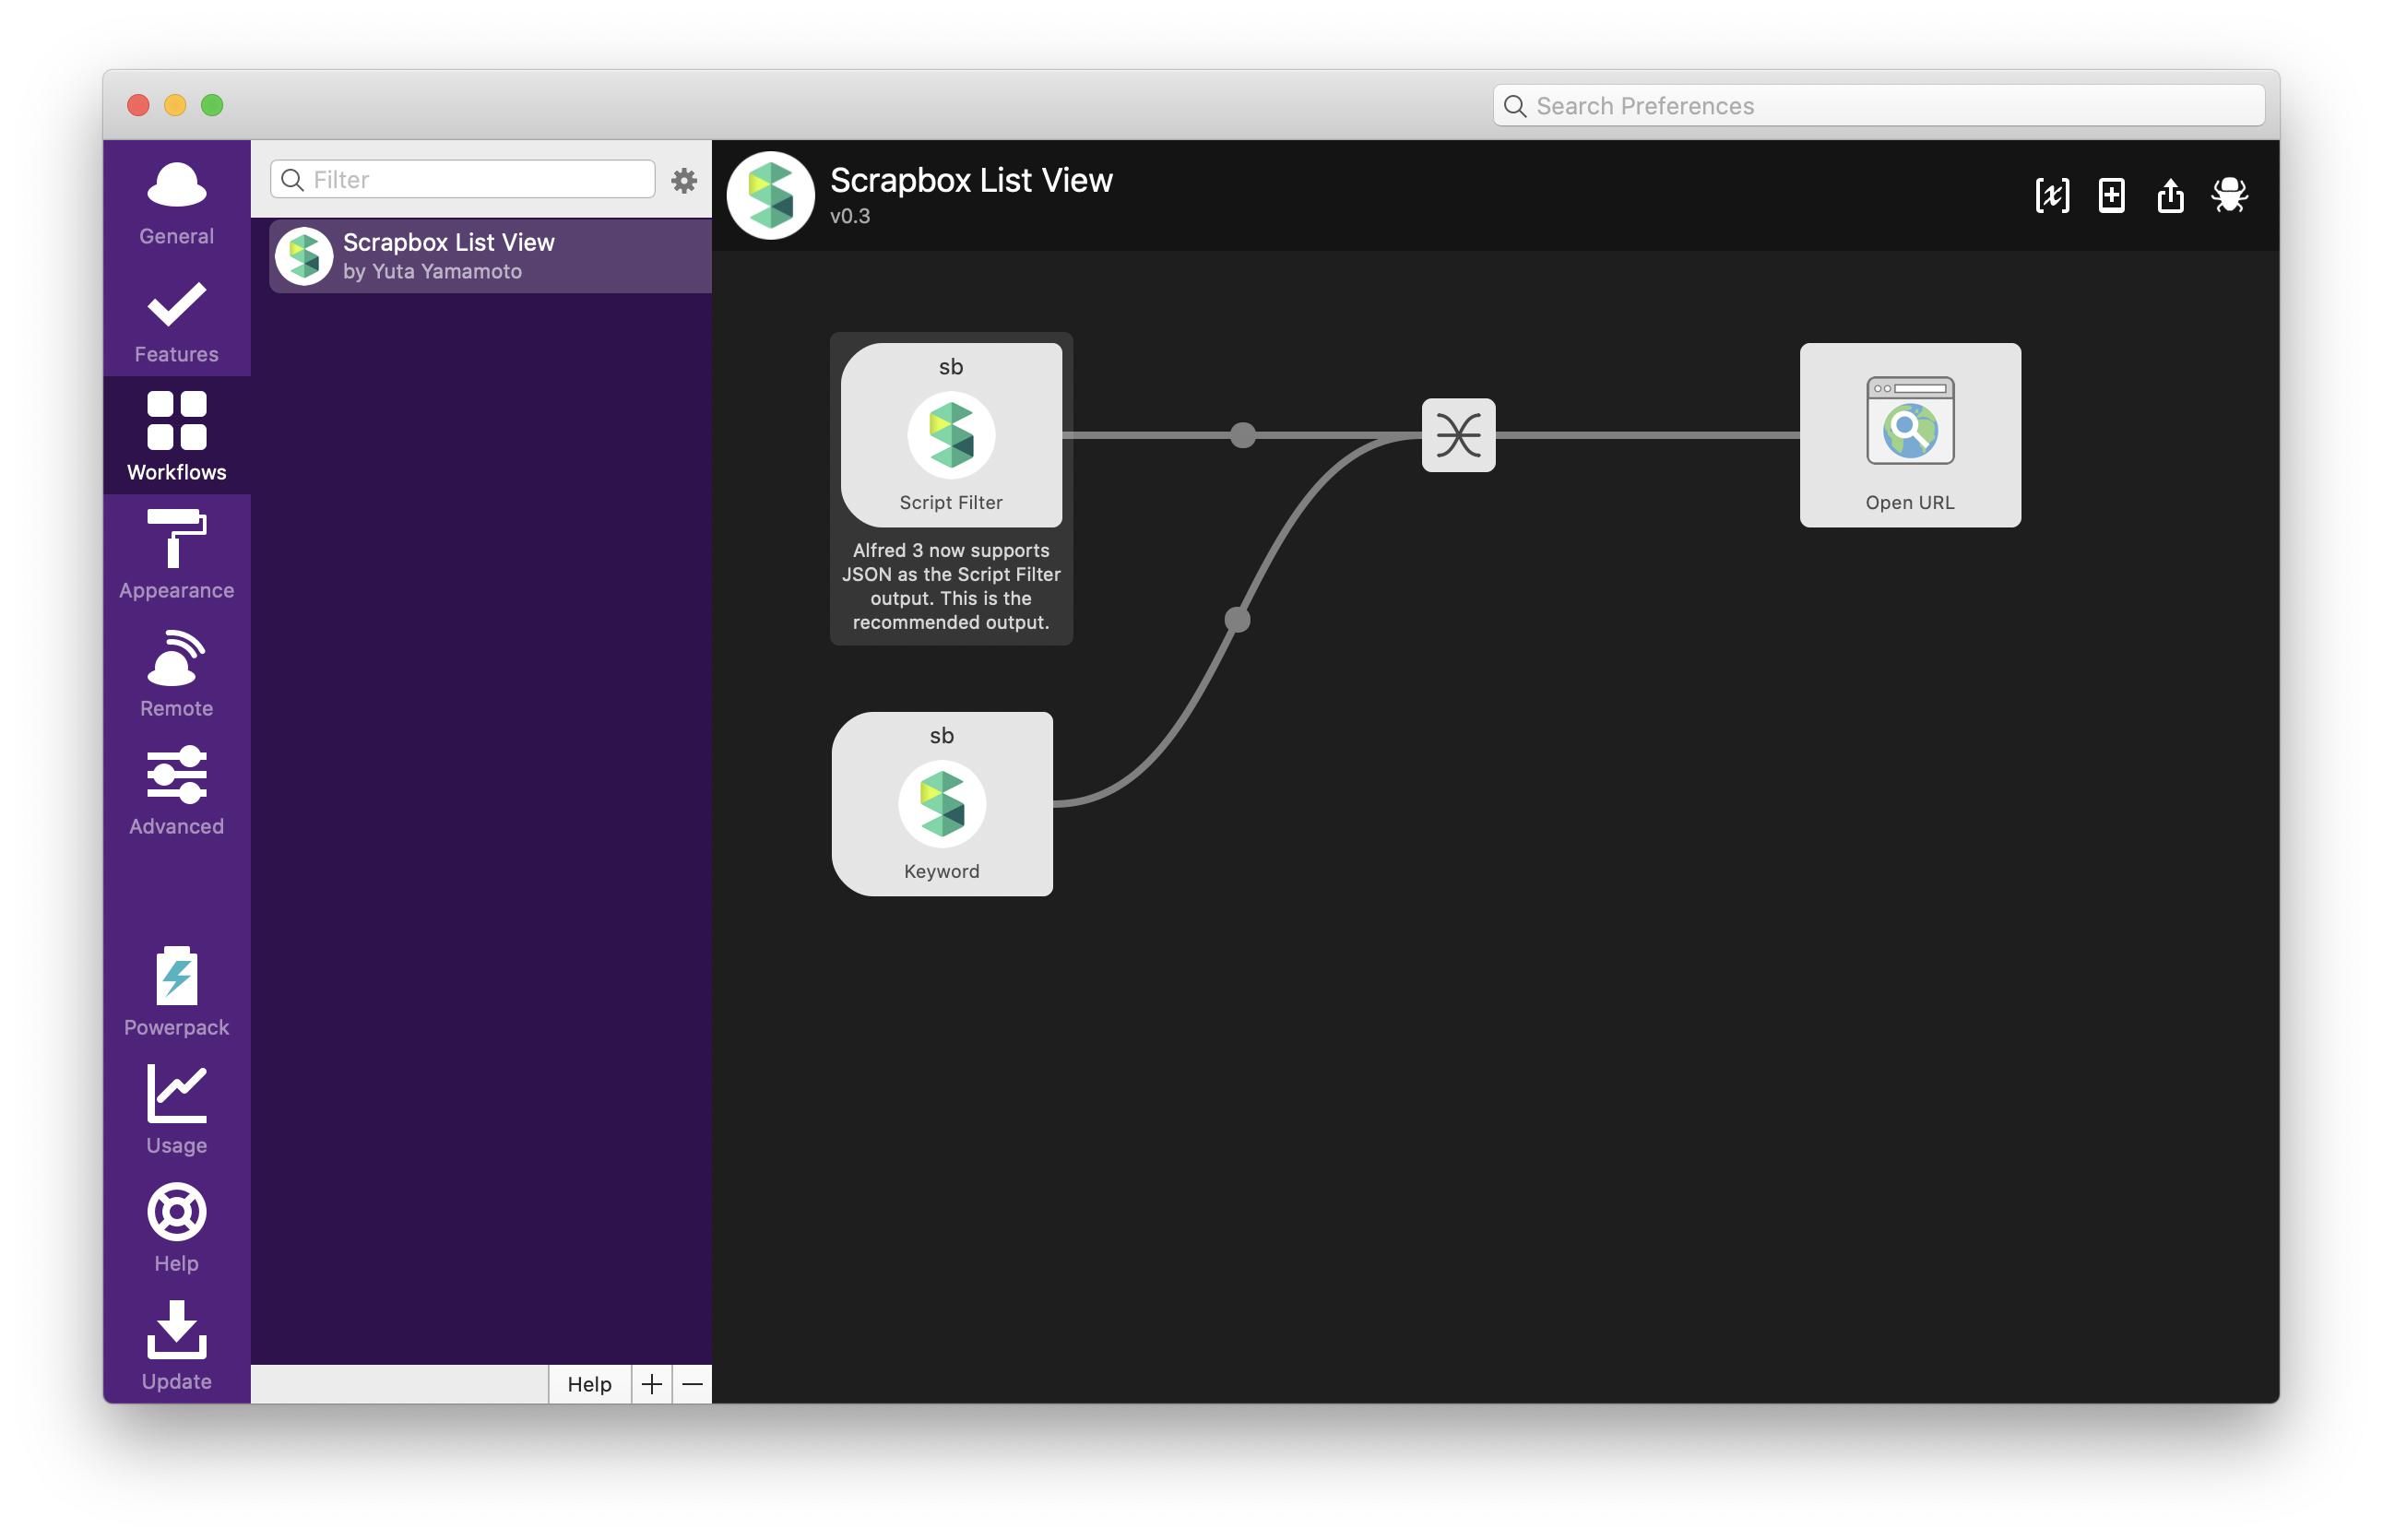 Search Preferences
General
Features
Workflows
Appearance
Remote
Advanced
Powerpack
Usage
Help
Update
Filter
Scrapbox List View
by Yuta Yamamoto
Help
Scrapbox List View
v0.3
sb
Script Filter
Alfred 3 now supports
JSON as the Script Filter
output. This is the
recommended output.
sb
Keyword
Open URL